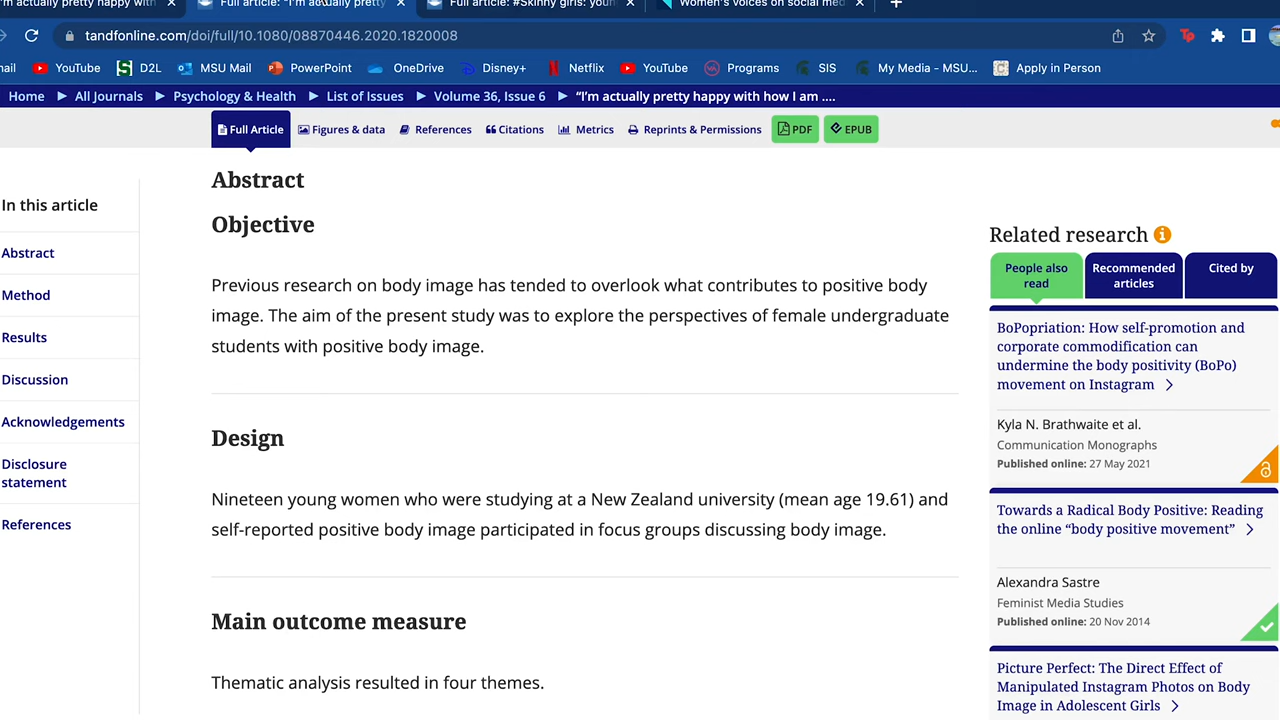 I'm actually pretty happy with
Full article: "I'm actually pretty
Full article: #Skinny girls: youn
Women's voices on social med
tandfonline.com/doi/full/10.1080/08870446.2020.1820008
mail YouTube D2L MSU Mail PowerPoint OneDrive Disney+ Netflix YouTube Programs SIS My Media - MSU... Apply in Person
Home All Journals Psychology & Health List of Issues Volume 36, Issue 6 “I’m actually pretty happy with how I am ....
Full Article Figures & data References Citations Metrics Reprints & Permissions PDF EPUB
In this article
Abstract
Method
Results
Discussion
Acknowledgements
Disclosure
statement
References
Abstract
Objective
Previous research on body image has tended to overlook what contributes to positive body
image. The aim of the present study was to explore the perspectives of female undergraduate
students with positive body image.
Design
Nineteen young women who were studying at a New Zealand university (mean age 19.61) and
self-reported positive body image participated in focus groups discussing body image.
Main outcome measure
Thematic analysis resulted in four themes.
Related research
People also
read
Recommended
articles
Cited by
BoPopriation: How self-promotion and
corporate commodification can
undermine the body positivity (BoPo)
movement on Instagram
Kyla N. Brathwaite et al.
Communication Monographs
Published online: 27 May 2021
Towards a Radical Body Positive: Reading
the online “body positive movement”
Alexandra Sastre
Feminist Media Studies
Published online: 20 Nov 2014
Picture Perfect: The Direct Effect of
Manipulated Instagram Photos on Body
Image in Adolescent Girls